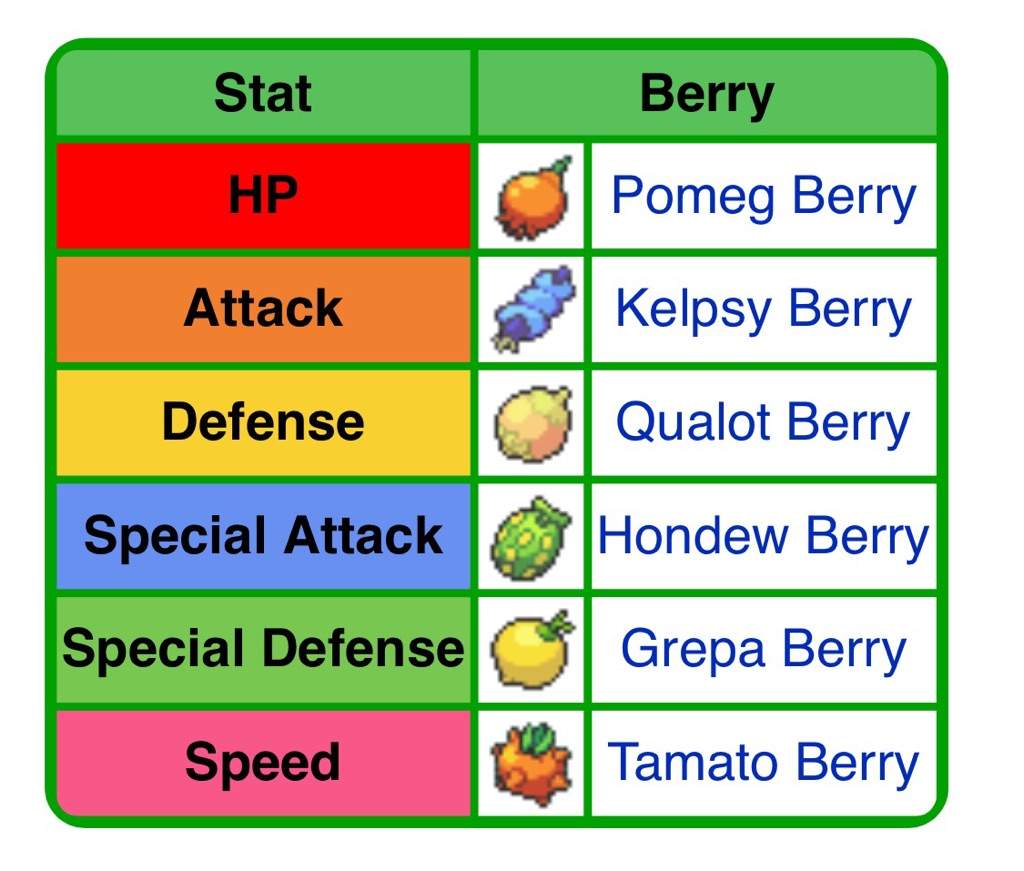 Stat Berry
HP Pomeg Berry
Attack Kelpsy Berry
Defense Qualot Berry
Special Attack Hondew Berry
Special Defense Grepa Berry
Speed Tamato Berry